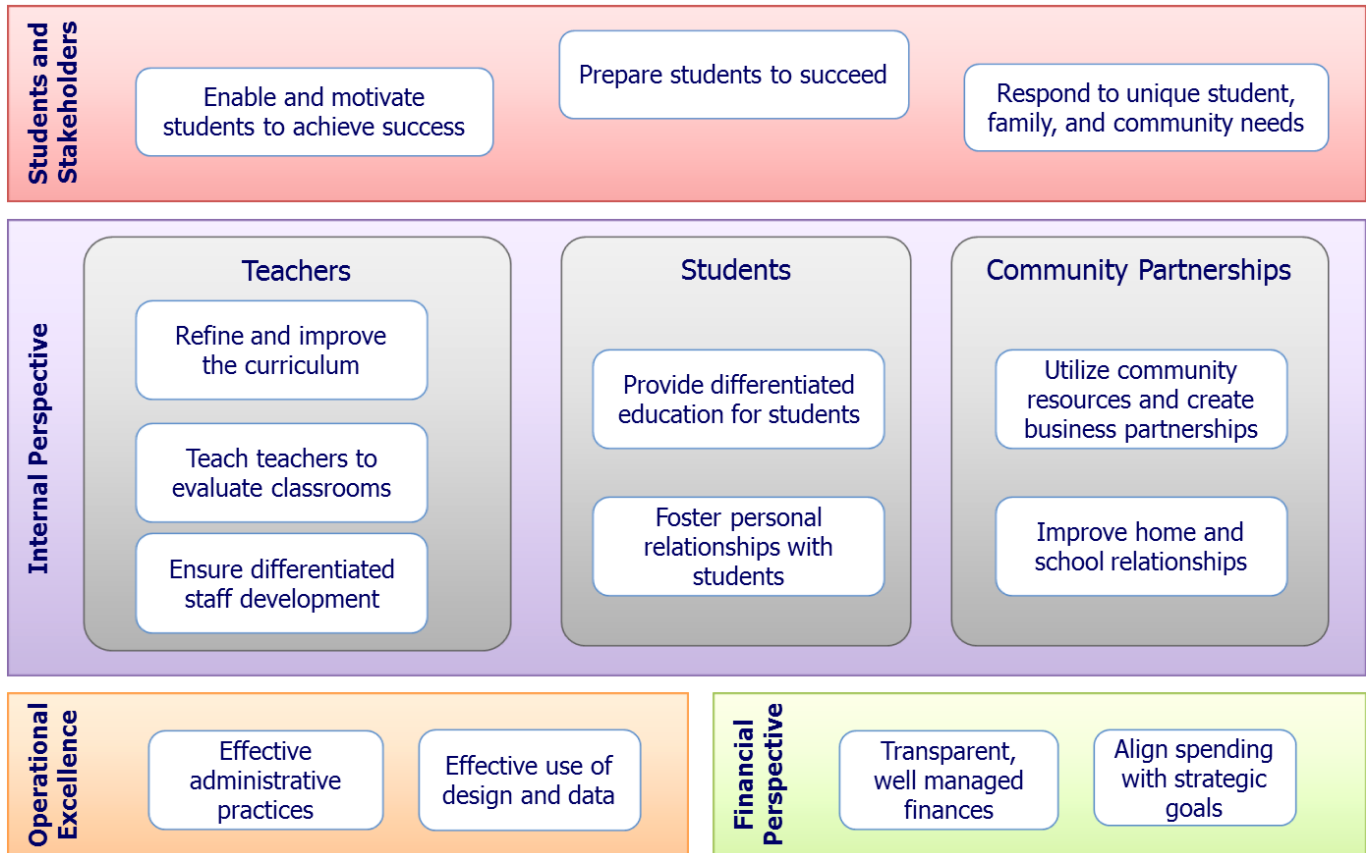 Students and
Stakeholders
Enable and motivate
students to achieve success
Prepare students to succeed
Respond to unique student,
family, and community needs
Internal Perspective
Teachers
Refine and improve
the curriculum
Teach teachers to
evaluate classrooms
Ensure differentiated
staff development
Students
Provide differentiated
education for students
Foster personal
relationships with
students
Community Partnerships
Utilize community
resources and create
business partnerships
Improve home and
school relationships
Operational
Excellence
Effective
administrative
practices
Effective use of
design and data
Financial
Perspective
Transparent,
well managed
finances
Align spending
with strategic
goals